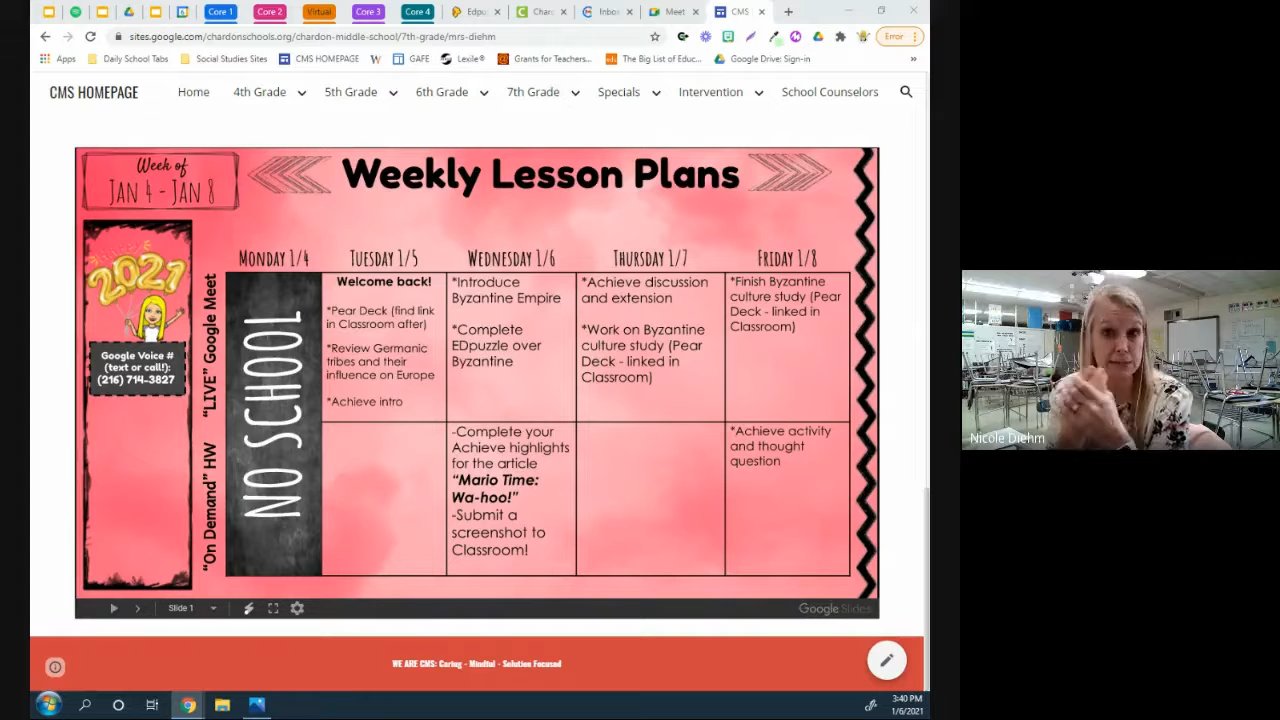 Core 1
Core 2
Virtual
Core 3
Core 4
Edpu
Chard
Inbo
Meet
CMS
sites.google.com/chardonschools.org/chardon-middle-school/7th-grade/mrs-diehm
Error
Apps
Daily School Tabs
Social Studies Sites
CMS HOMEPAGE
W
GAFE
Lexile®
Grants for Teachers...
The Big List of Educ...
Google Drive: Sign-in
»
CMS HOMEPAGE
Home
4th Grade
5th Grade
6th Grade
7th Grade
Specials
Intervention
School Counselors
Week of
JAN 4 - JAN 8
Weekly Lesson Plans
2021
Google Voice #
(text or call!):
(216) 714-3827
"LIVE" Google Meet
"On Demand" HW
MONDAY 1/4
TUESDAY 1/5
WEDNESDAY 1/6
THURSDAY 1/7
FRIDAY 1/8
NO SCHOOL
Welcome back!
*Pear Deck (find link
in Classroom after)
*Review Germanic
tribes and their
influence on Europe
*Achieve intro
*Introduce
Byzantine Empire
*Complete
EDpuzzle over
Byzantine
*Achieve discussion
and extension
*Work on Byzantine
culture study (Pear
Deck - linked in
Classroom)
*Finish Byzantine
culture study (Pear
Deck - linked in
Classroom)
-Complete your
Achieve highlights
for the article
"Mario Time:
Wa-hoo!"
-Submit a
screenshot to
Classroom!
*Achieve activity
and thought
question
Slide 1
Google Slides
WE ARE CMS: Caring - Mindful - Solution Focused
Nicole Diehm
3:40 PM
1/6/2021